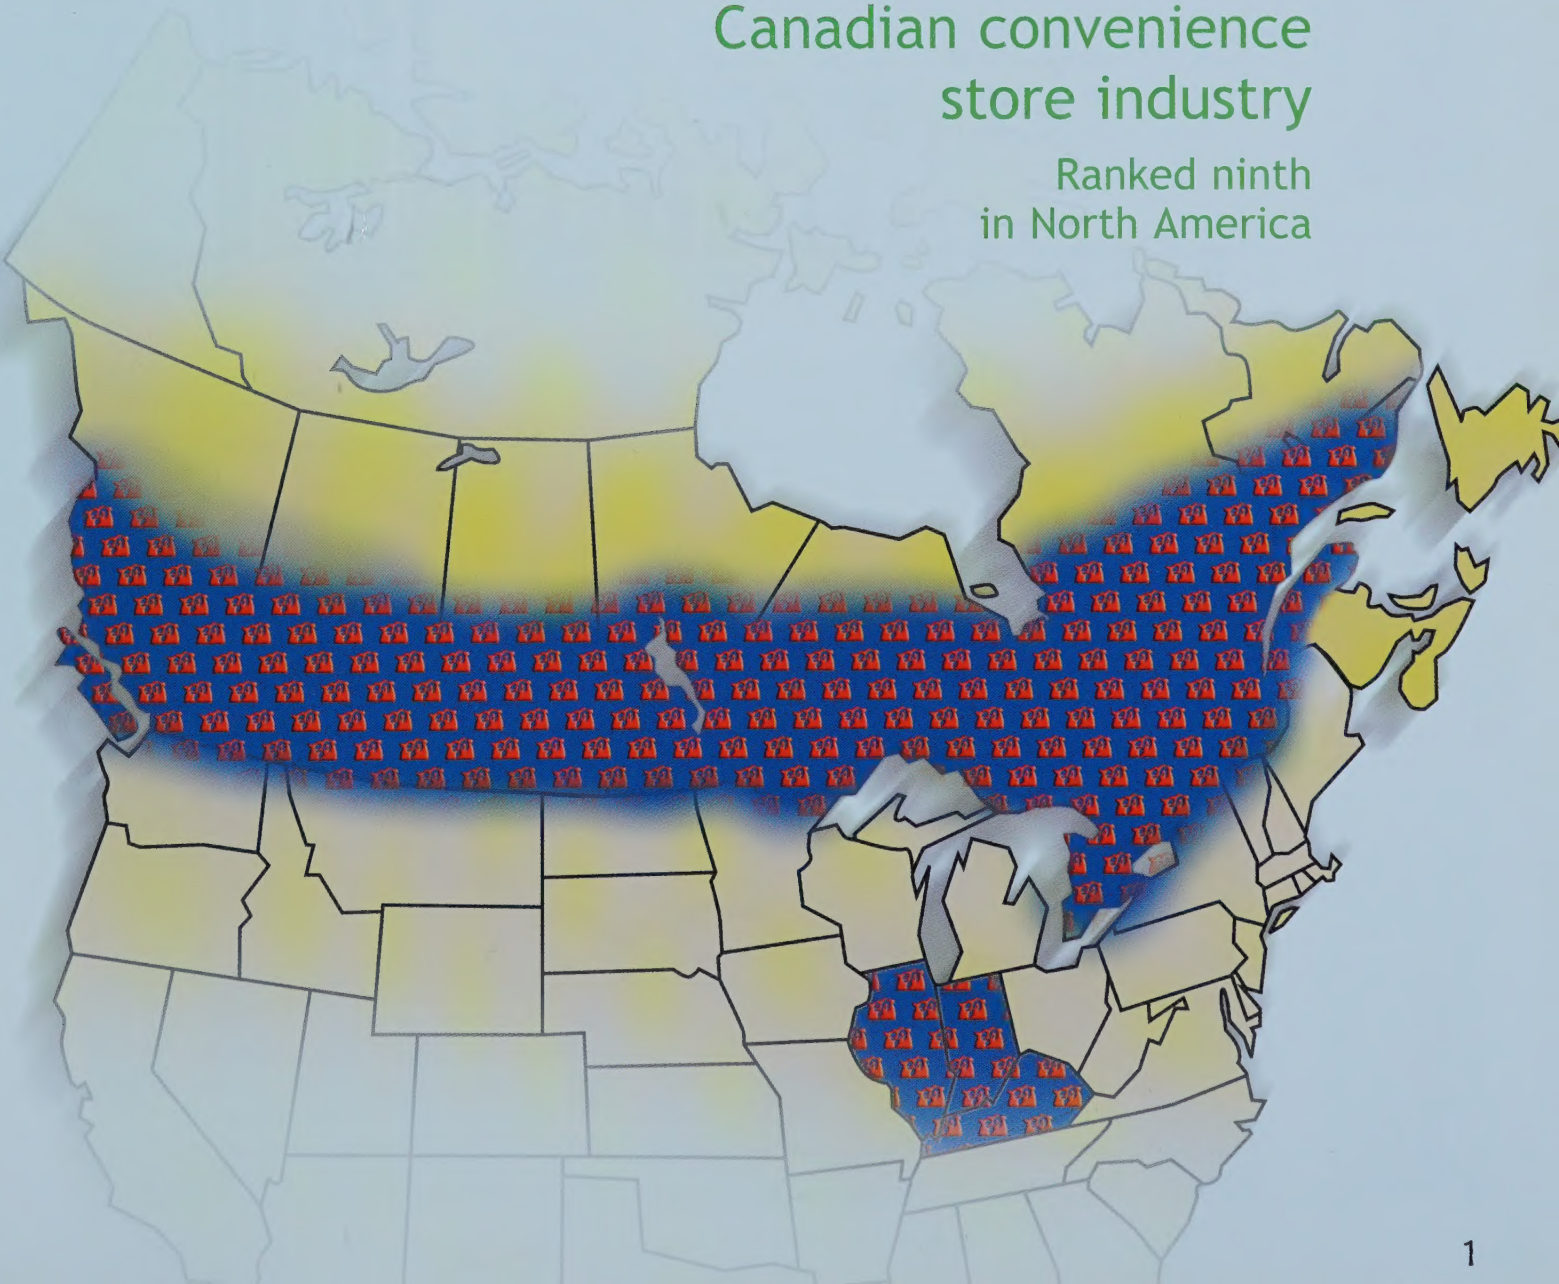 Canadian convenience
store industry
Ranked ninth
in North America
1